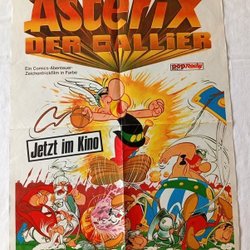 Asterix
DER GALLIER
Ein Comics-Abenteuer-
Zeichentrickfilm in Farbe
Jetzt im Kino